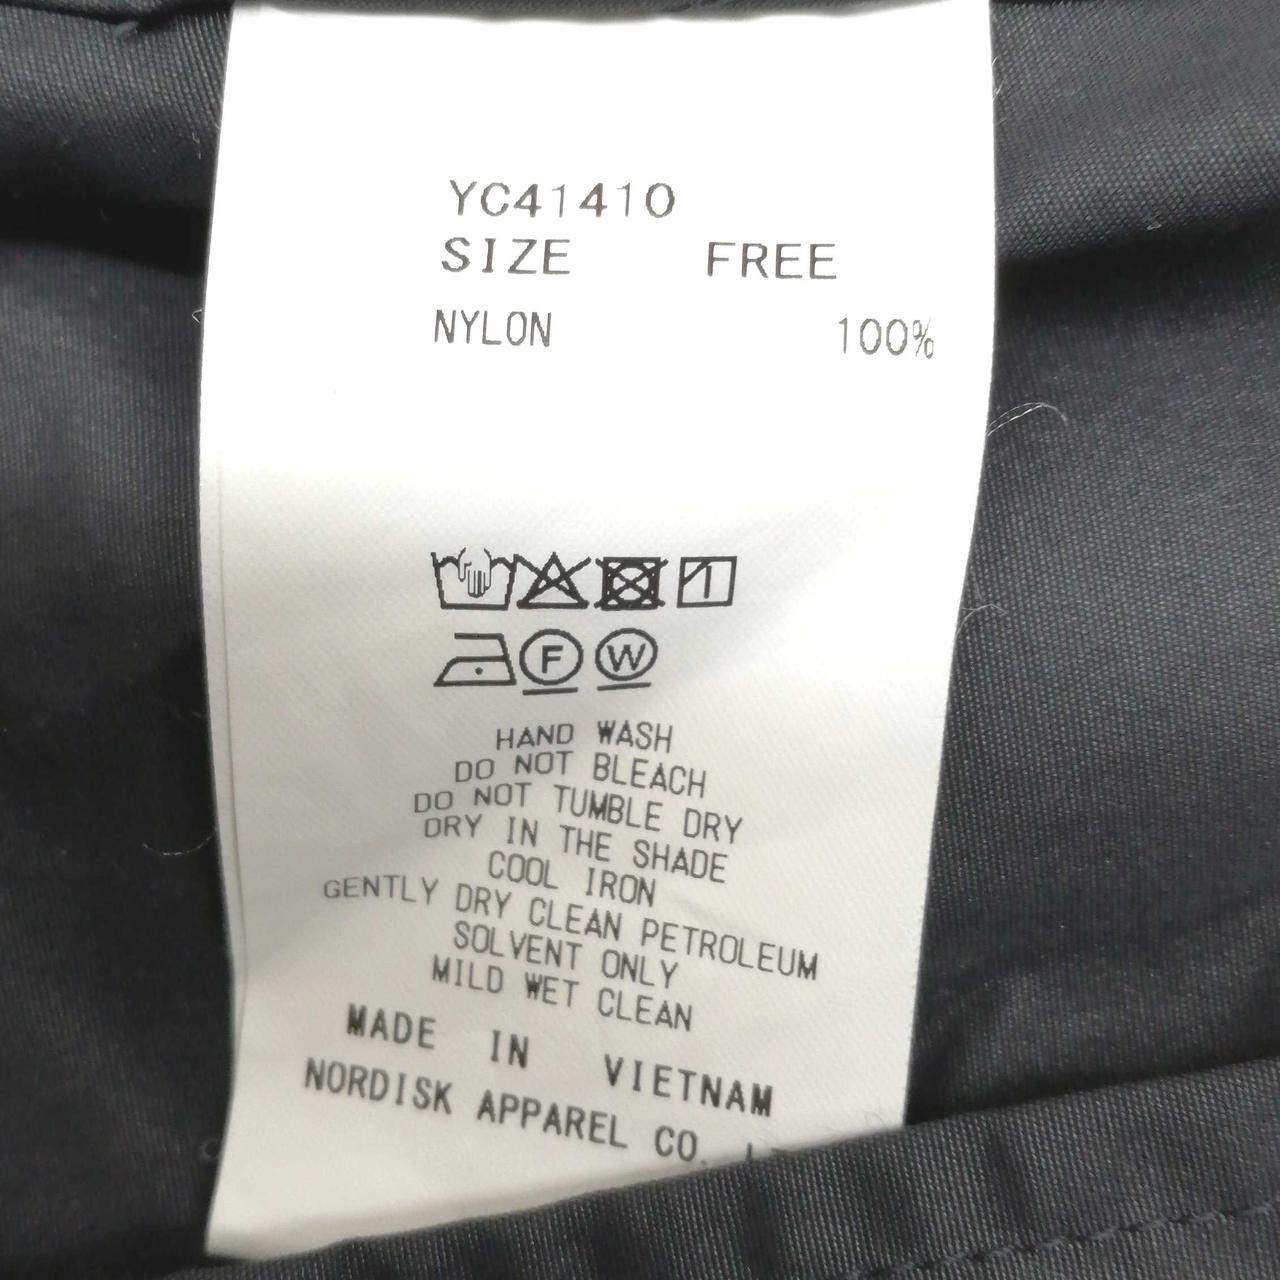 YC41410
SIZE FREE
NYLON 100%
F W
HAND WASH
DO NOT BLEACH
DO NOT TUMBLE DRY
DRY IN THE SHADE
COOL IRON
GENTLY DRY CLEAN PETROLEUM
SOLVENT ONLY
MILD WET CLEAN
MADE IN VIETNAM
NORDISK APPAREL CO.